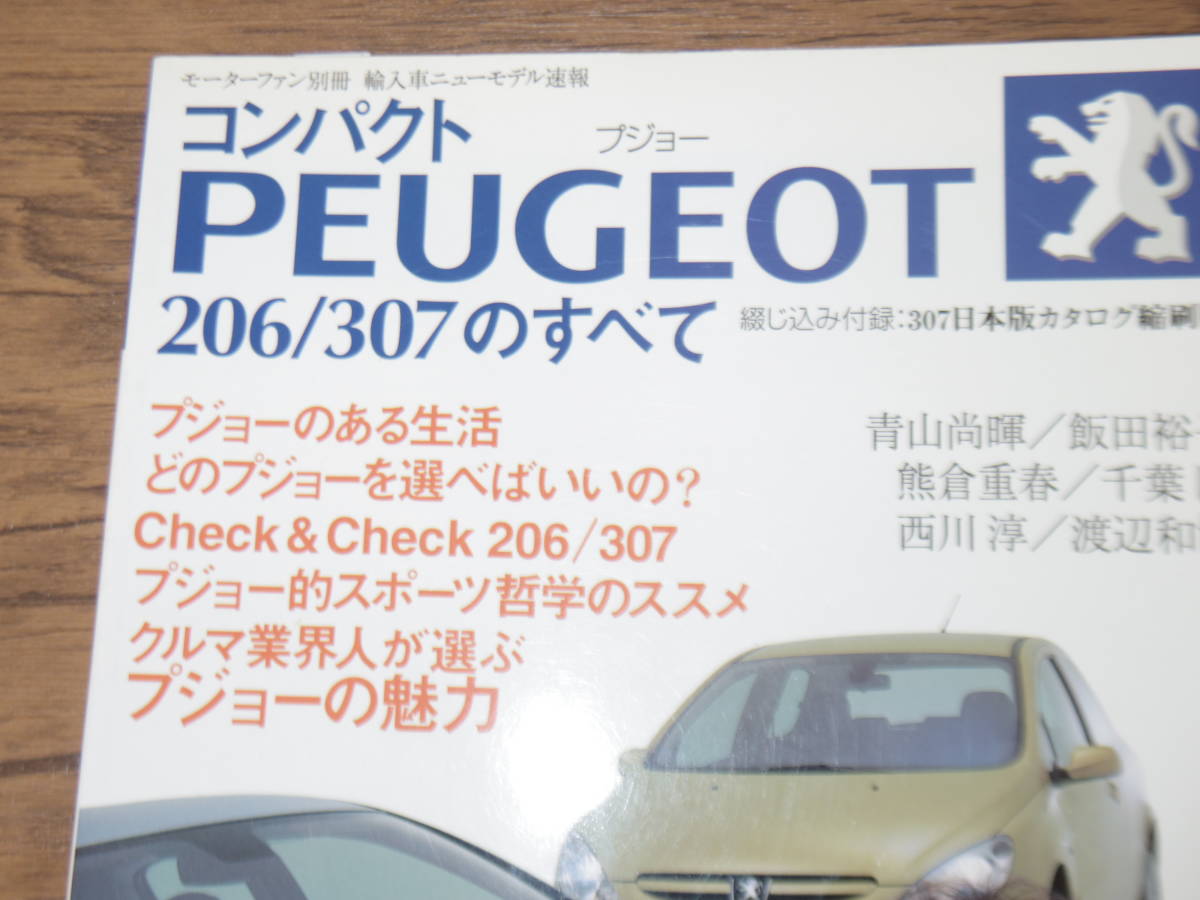 モーターファン別冊 輸入車ニューモデル速報
コンパクト
プジョー
PEUGEOT
206/307のすべて
綴じ込み付録:307日本版カタログ縮刷
プジョーのある生活
どのプジョーを選べばいいの?
Check & Check 206/307
プジョー的スポーツ哲学のススメ
クルマ業界人が選ぶ
プジョーの魅力
青山尚暉/飯田裕
熊倉重春/千葉
西川 淳/渡辺和